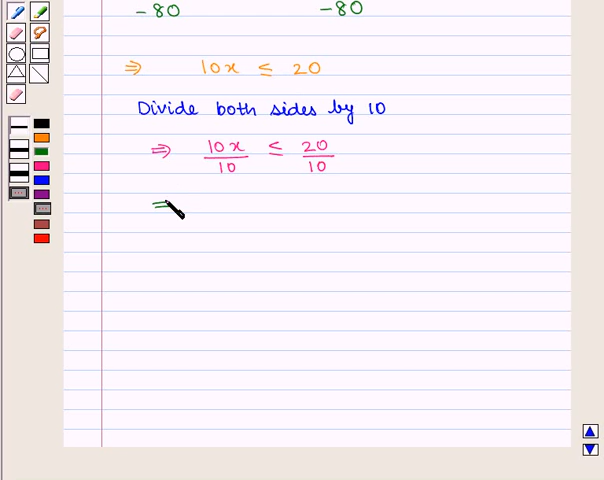 -80 -80
⇒ 10x ≤ 20
Divide both sides by 10
⇒ 10x/10 ≤ 20/10
=